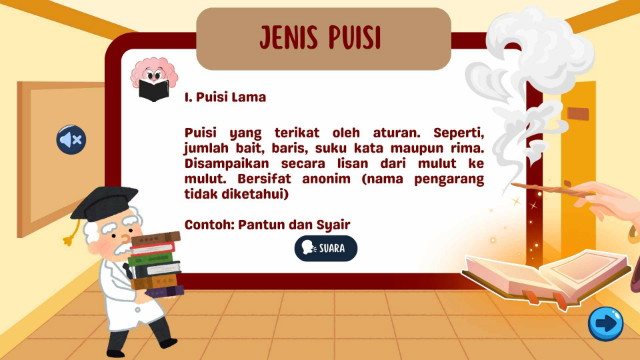 JENIS PUISI
1. Puisi Lama
Puisi yang terikat oleh aturan. Seperti,
jumlah bait, baris, suku kata maupun rima.
Disampaikan secara lisan dari mulut ke
mulut. Bersifat anonim (nama pengarang
tidak diketahui)
Contoh: Pantun dan Syair
SUARA